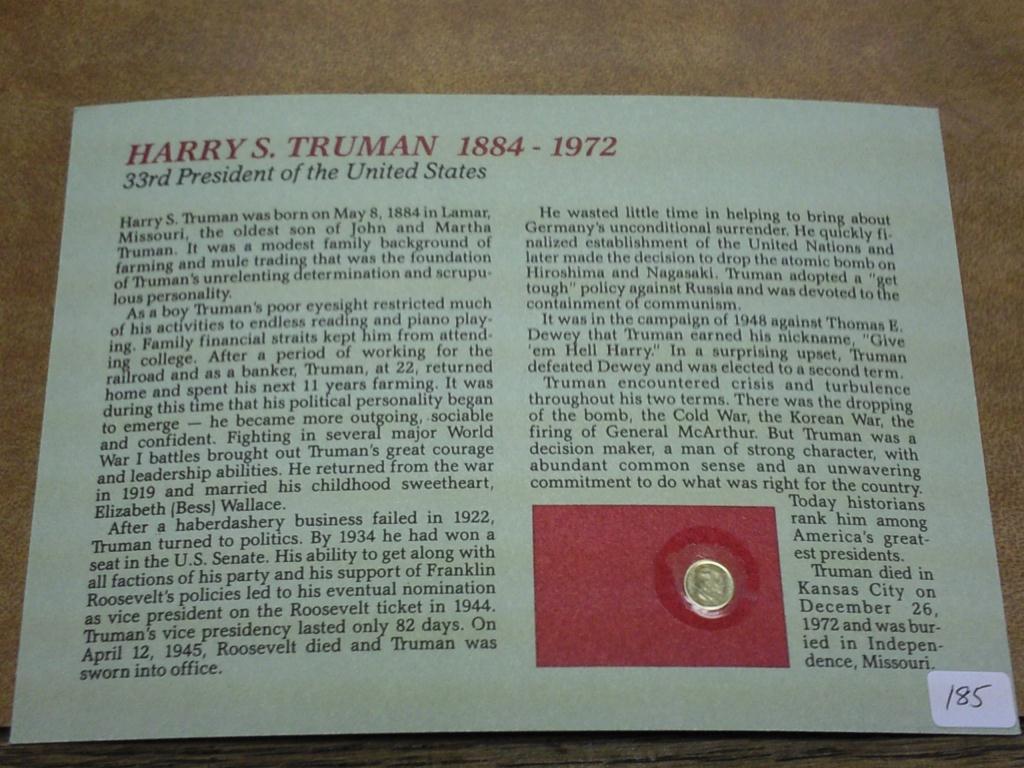 HARRY S. TRUMAN 1884 - 1972
33rd President of the United States
Harry S. Truman was born on May 8, 1884 in Lamar,
Missouri, the oldest son of John and Martha
Truman. It was a modest family background of
farming and mule trading that was the foundation
of Truman's unrelenting determination and scrupu-
lous personality.
As a boy Truman's poor eyesight restricted much
of his activities to endless reading and piano play-
ing. Family financial straits kept him from attend-
ing college. After a period of working for the
railroad and as a banker, Truman, at 22, returned
home and spent his next 11 years farming. It was
during this time that his political personality began
to emerge — he became more outgoing, sociable
and confident. Fighting in several major World
War I battles brought out Truman's great courage
and leadership abilities. He returned from the war
in 1919 and married his childhood sweetheart,
Elizabeth (Bess) Wallace.
After a haberdashery business failed in 1922,
Truman turned to politics. By 1934 he had won a
seat in the U.S. Senate. His ability to get along with
all factions of his party and his support of Franklin
Roosevelt's policies led to his eventual nomination
as vice president on the Roosevelt ticket in 1944.
Truman's vice presidency lasted only 82 days. On
April 12, 1945, Roosevelt died and Truman was
sworn into office.
He wasted little time in helping to bring about
Germany's unconditional surrender. He quickly fi-
nalized establishment of the United Nations and
later made the decision to drop the atomic bomb on
Hiroshima and Nagasaki. Truman adopted a "get
tough" policy against Russia and was devoted to the
containment of communism.
It was in the campaign of 1948 against Thomas E.
Dewey that Truman earned his nickname, "Give
'em Hell Harry." In a surprising upset, Truman
defeated Dewey and was elected to a second term.
Truman encountered crisis and turbulence
throughout his two terms. There was the dropping
of the bomb, the Cold War, the Korean War, the
firing of General McArthur. But Truman was a
decision maker, a man of strong character, with
abundant common sense and an unwavering
commitment to do what was right for the country.
Today historians
rank him among
America's great-
est presidents.
Truman died in
Kansas City on
December 26,
1972 and was bur-
ied in Indepen-
dence, Missouri.
185